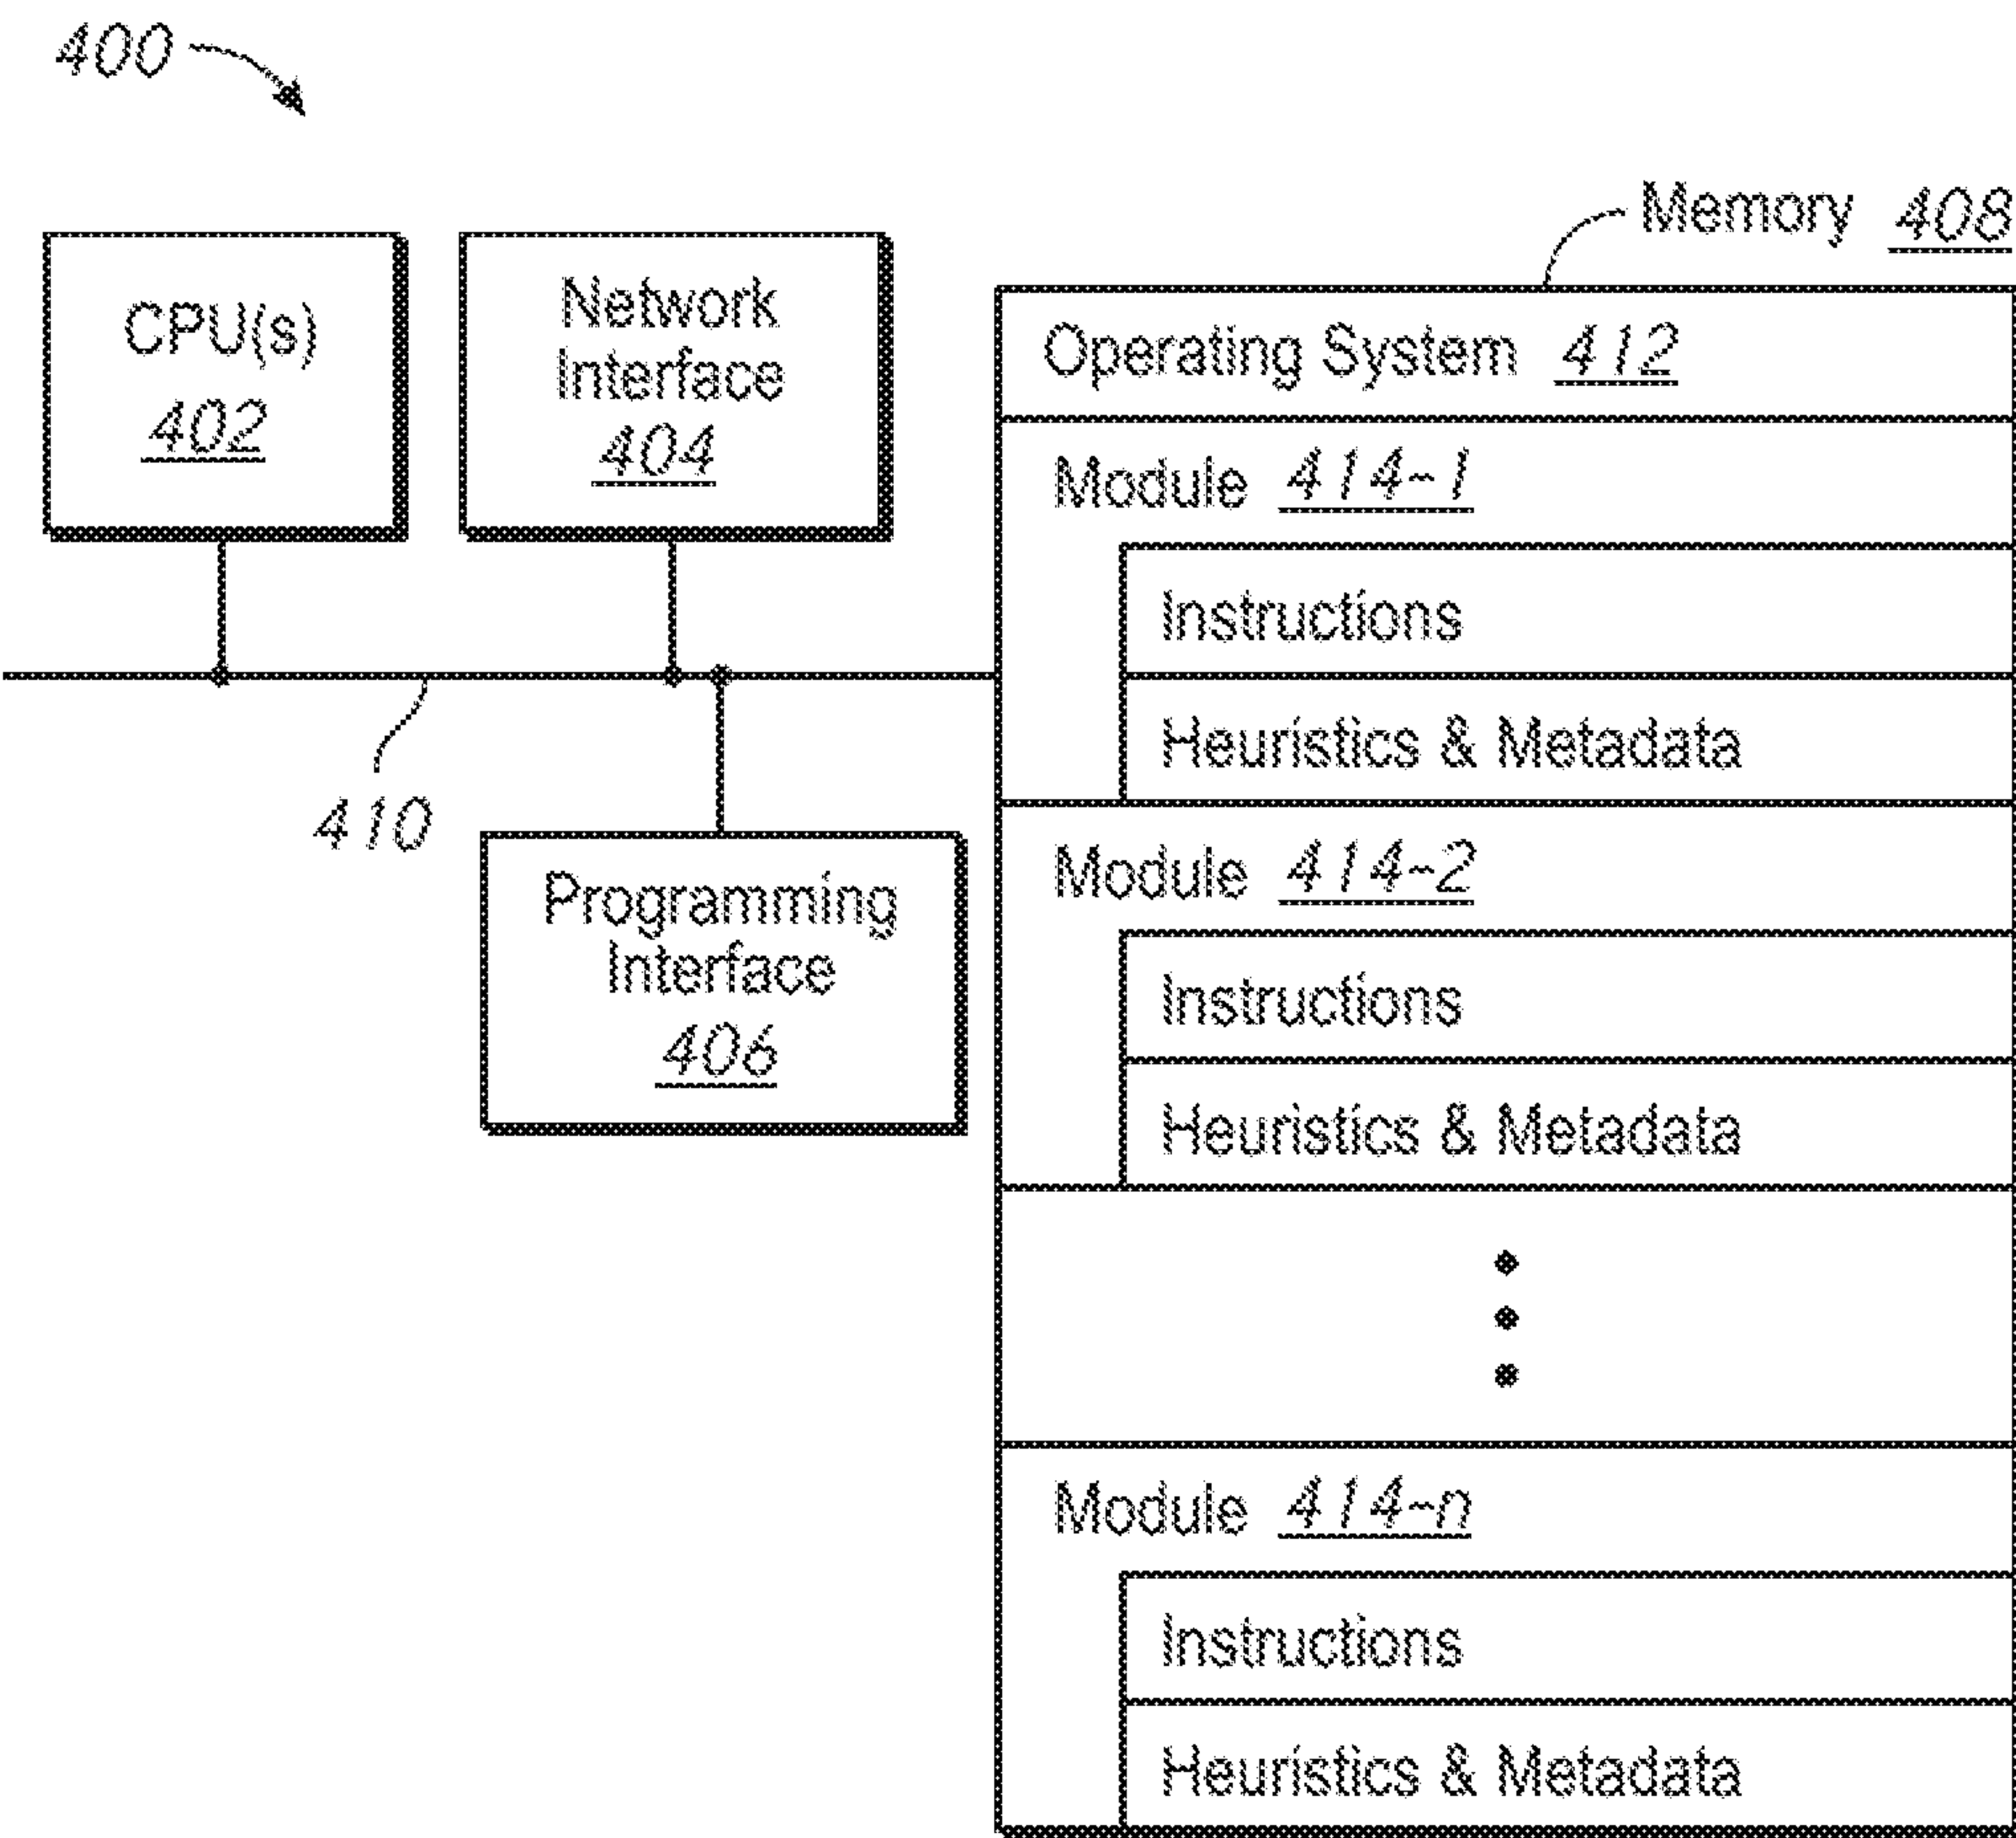 400
Memory 408
CPU(s)
402
Network
Interface
404
410
Programming
Interface
406
Operating System 412
Module 414-1
Instructions
Heuristics & Metadata
Module 414-2
Instructions
Heuristics & Metadata
Module 414-n
Instructions
Heuristics & Metadata